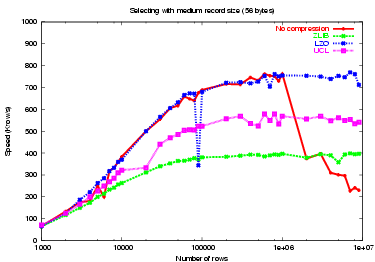 Selecting with medium record size (56 bytes)
No compression
ZLIB
LZO
UCL
1000
900
800
700
600
500
400
300
200
100
0
Speed (Krows)
1000 10000 100000 1e+06 1e+07
Number of rows